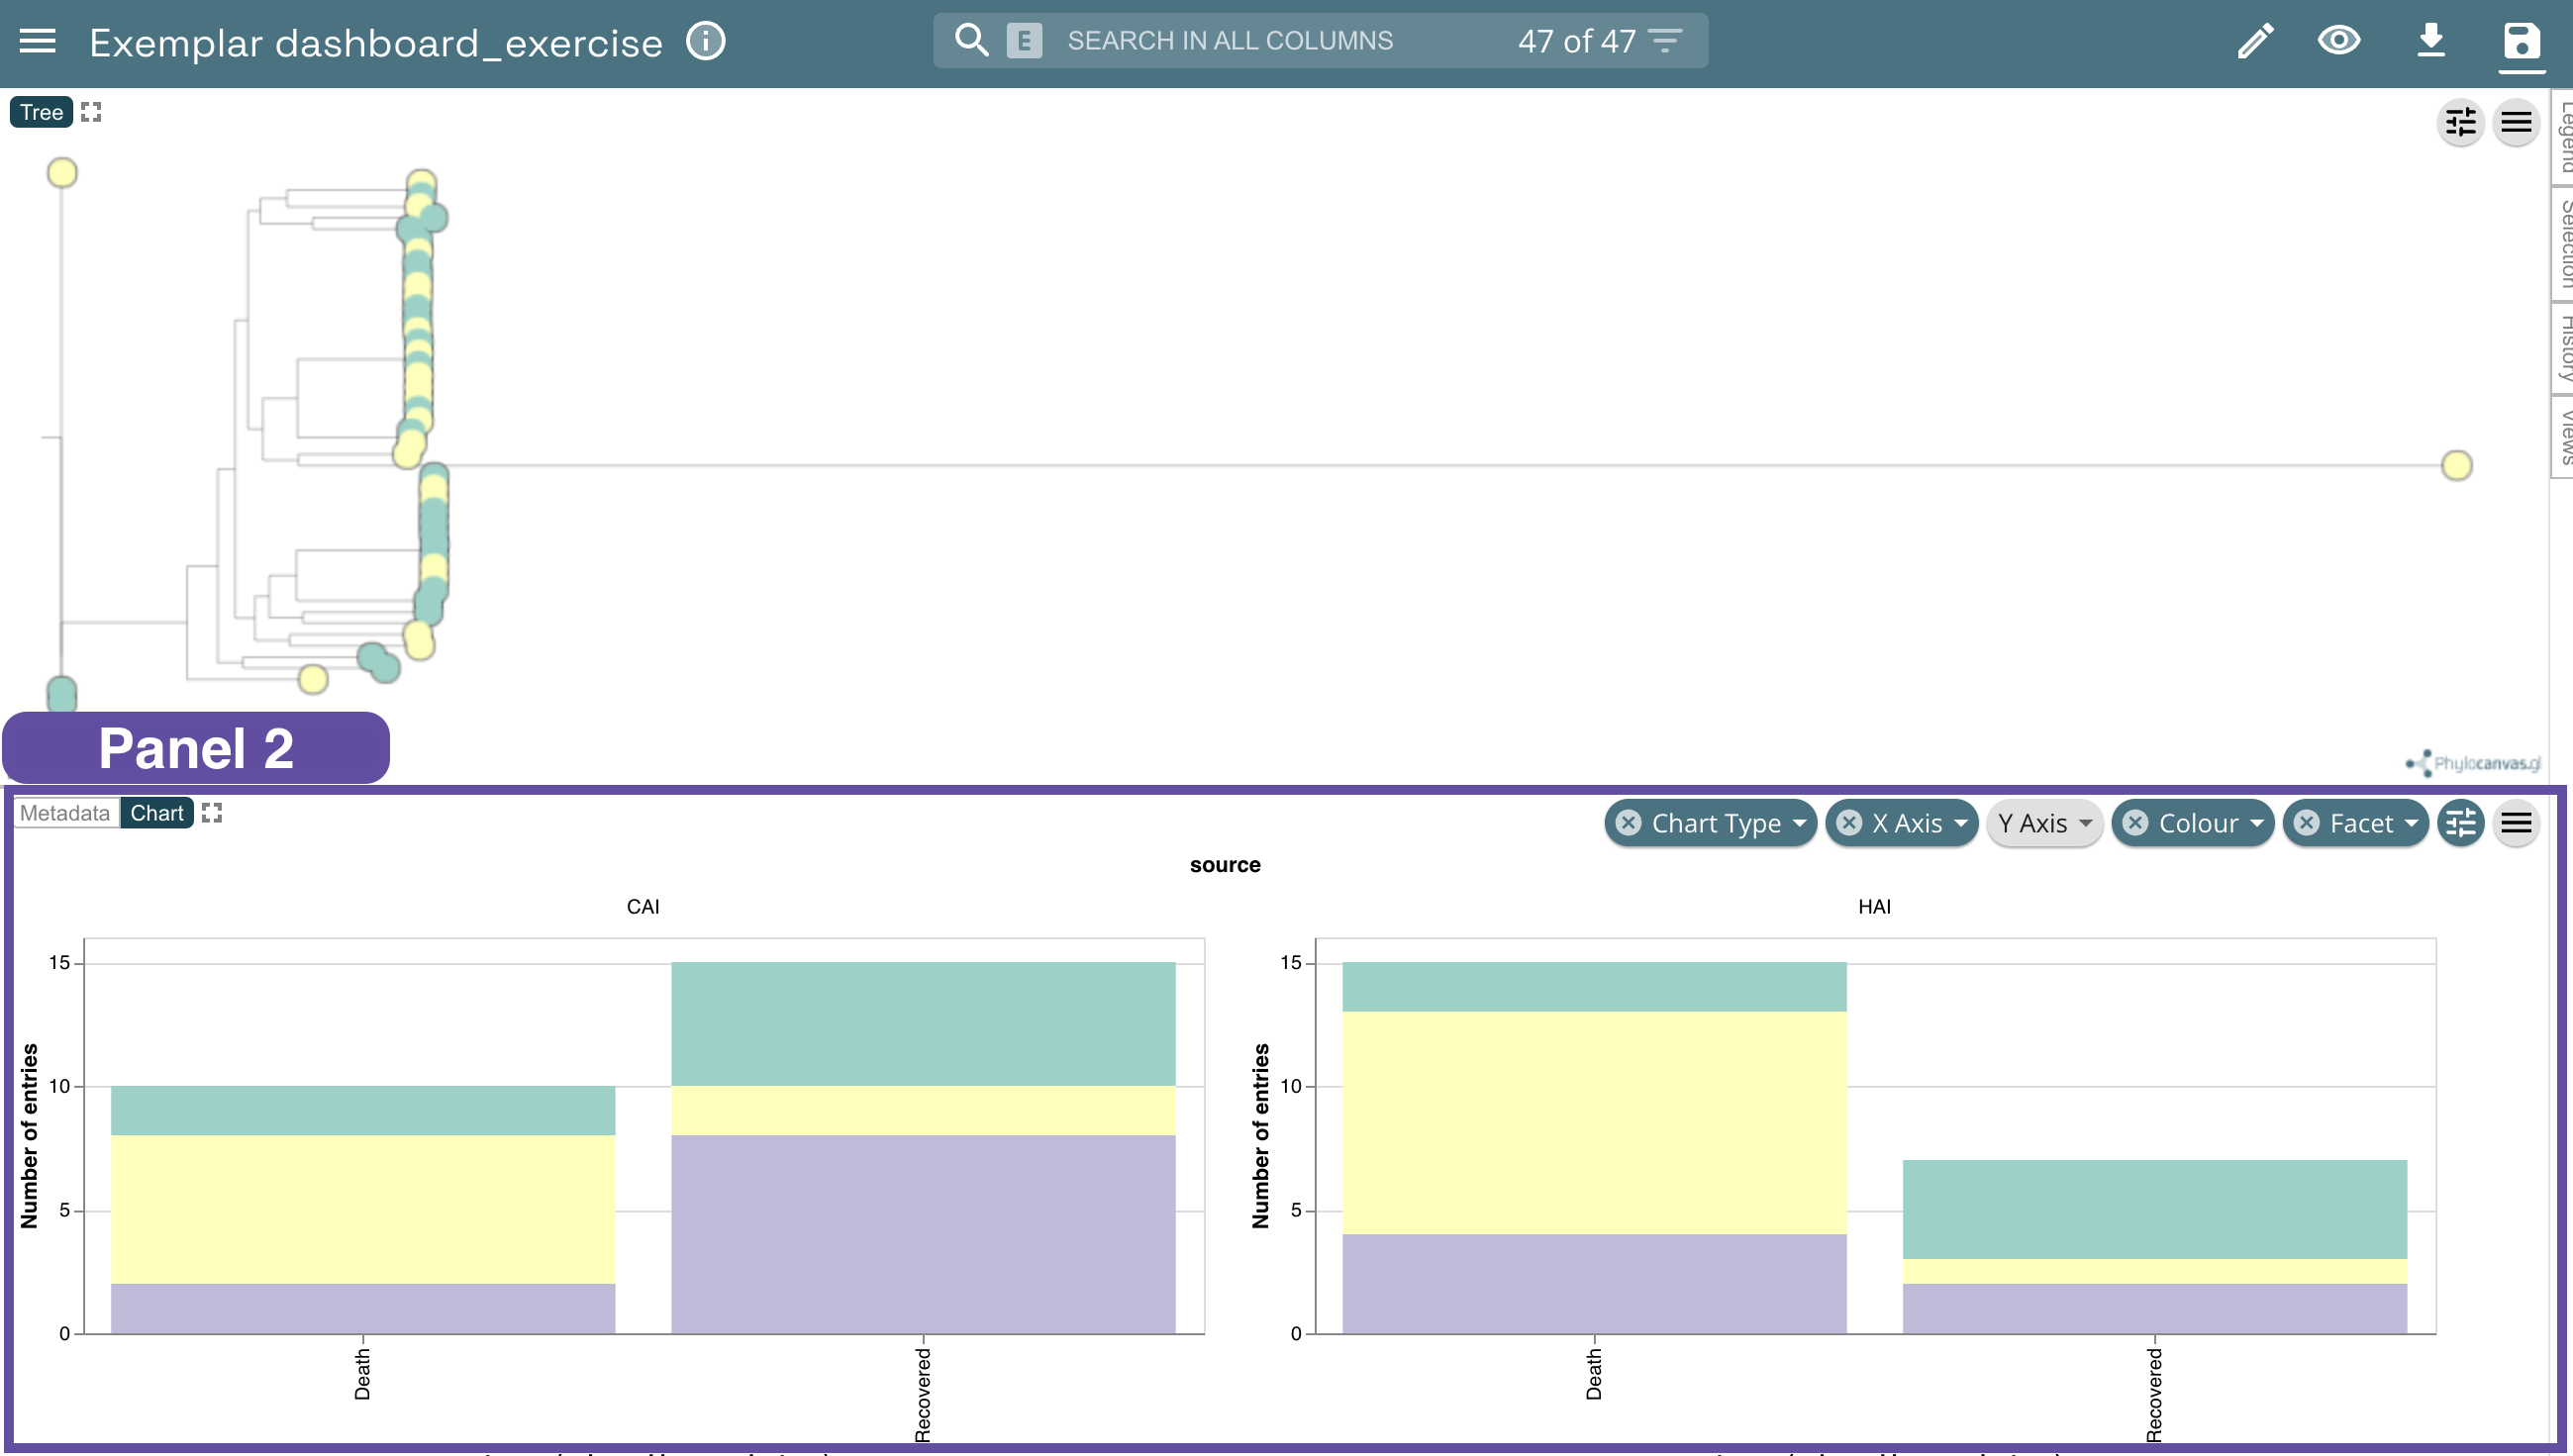 Exemplar dashboard_exercise
E SEARCH IN ALL COLUMNS 47 of 47
Tree
Legend
Selection
History
Views
Panel 2
Phylocanvas.gl
Metadata Chart
Chart Type X Axis Y Axis Colour Facet
source
CAI
HAI
Number of entries
15
10
5
0
Death
Recovered
Number of entries
15
10
5
0
Death
Recovered